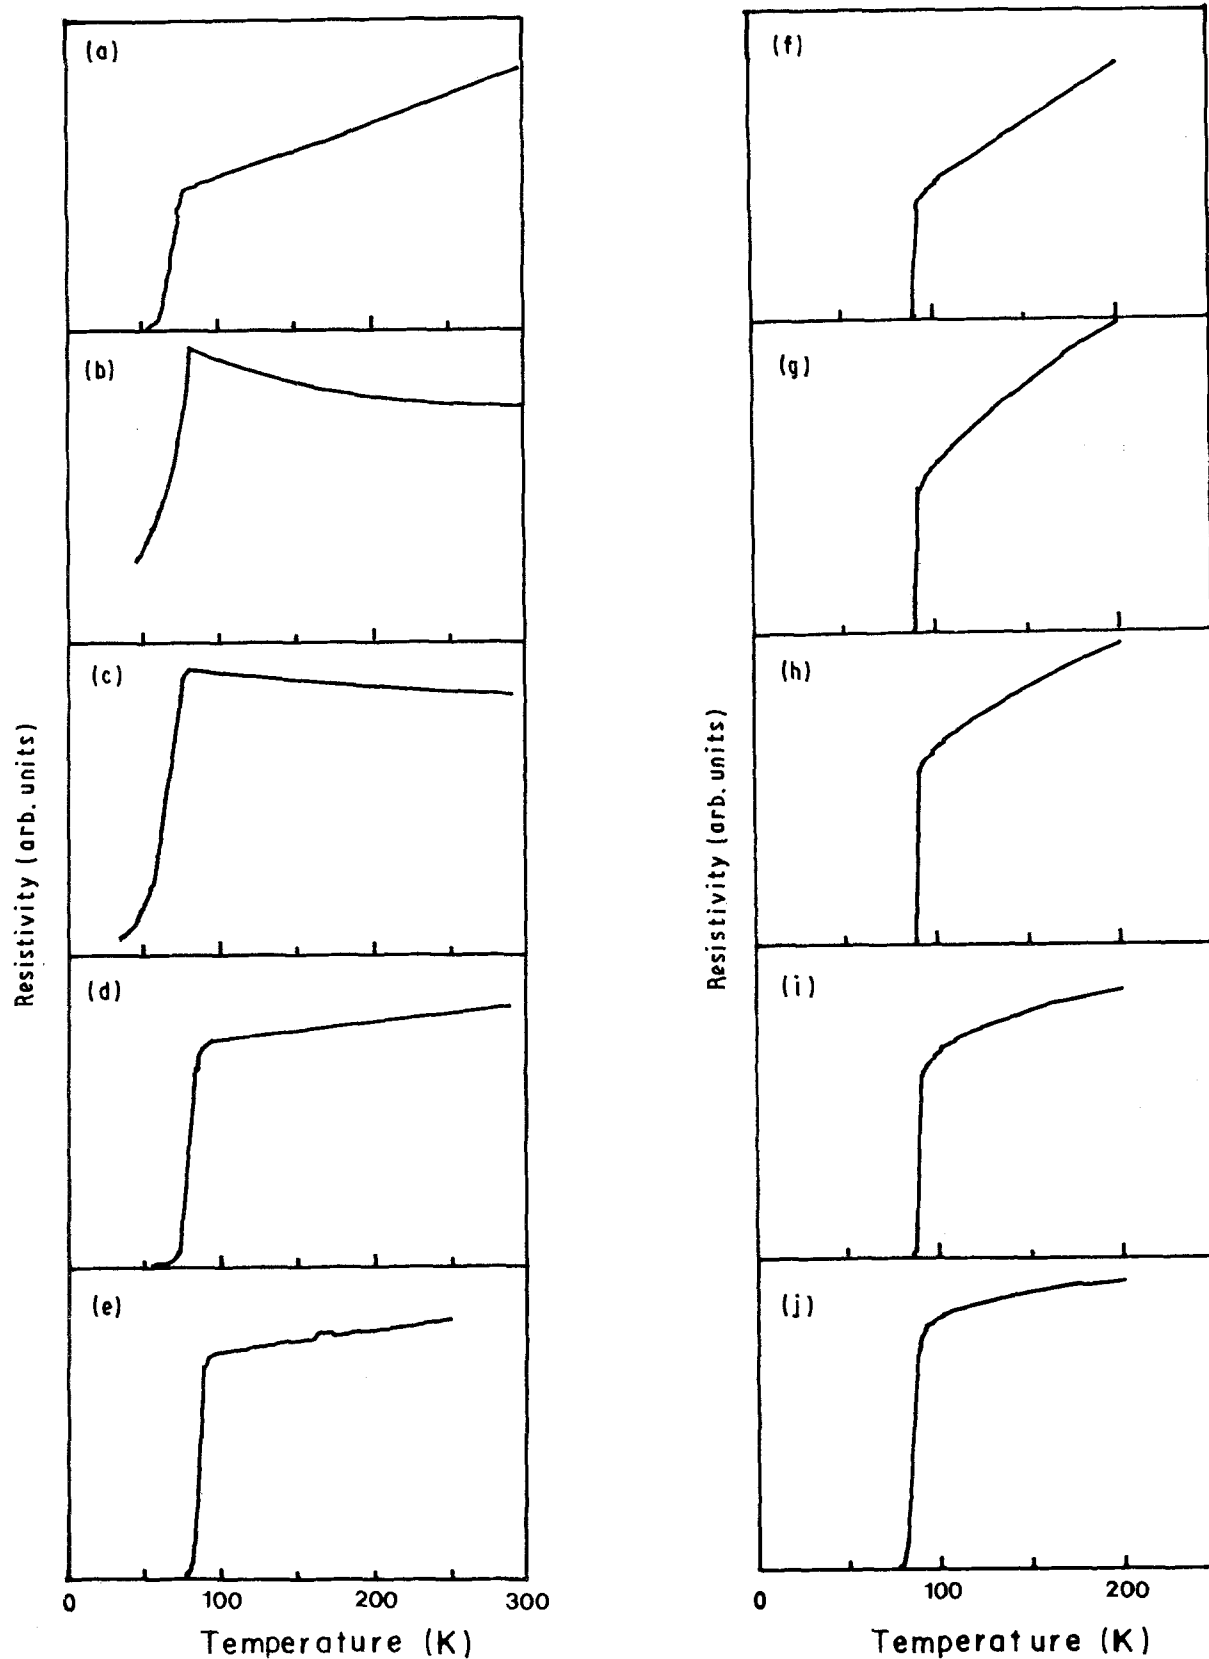 (a)
(b)
(c)
(d)
(e)
Resistivity (arb. units)
0 100 200 300
Temperature (K)
(f)
(g)
(h)
(i)
(j)
Resistivity (arb. units)
0 100 200
Temperature (K)